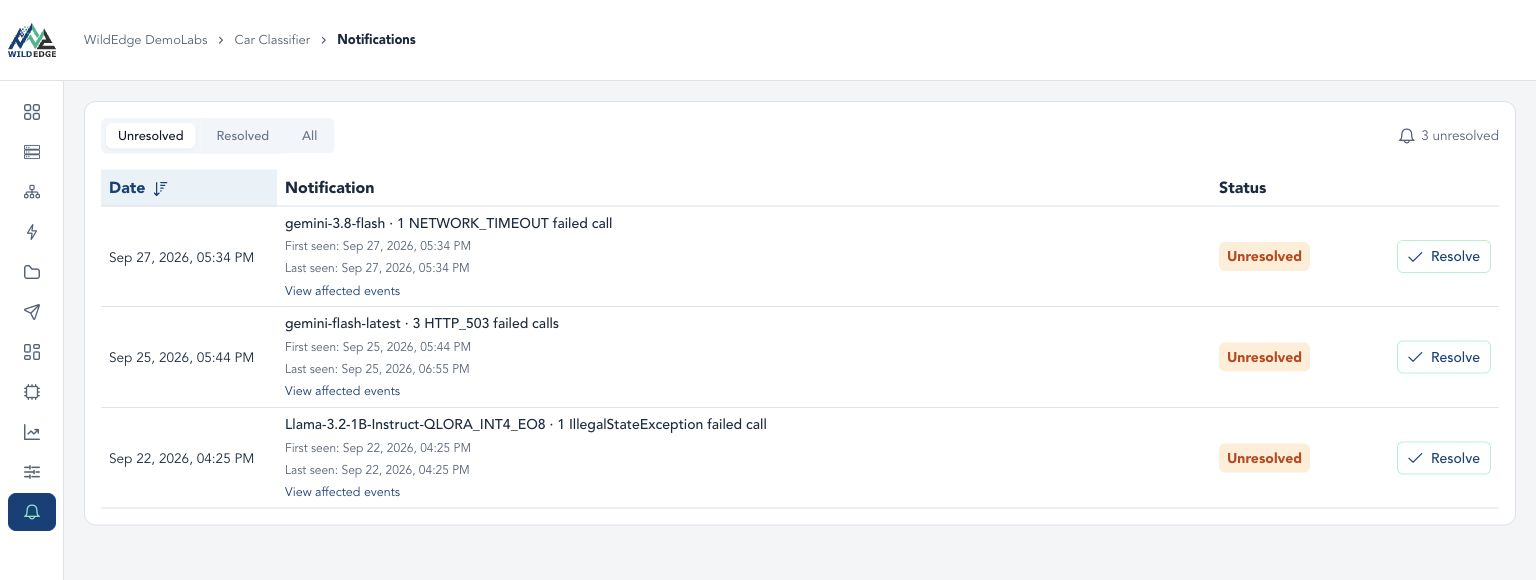 WILDEDGE
WildEdge DemoLabs > Car Classifier > Notifications
Unresolved Resolved All
3 unresolved
Date Notification Status
gemini-3.8-flash · 1 NETWORK_TIMEOUT failed call
First seen: Sep 27, 2026, 05:34 PM
Sep 27, 2026, 05:34 PM Unresolved Resolve
Last seen: Sep 27, 2026, 05:34 PM
View affected events
gemini-flash-latest · 3 HTTP_503 failed calls
First seen: Sep 25, 2026, 05:44 PM
Sep 25, 2026, 05:44 PM Unresolved Resolve
Last seen: Sep 25, 2026, 06:55 PM
View affected events
Llama-3.2-1B-Instruct-QLORA_INT4_EO8 · 1 IllegalStateException failed call
First seen: Sep 22, 2026, 04:25 PM
Sep 22, 2026, 04:25 PM Unresolved Resolve
Last seen: Sep 22, 2026, 04:25 PM
View affected events